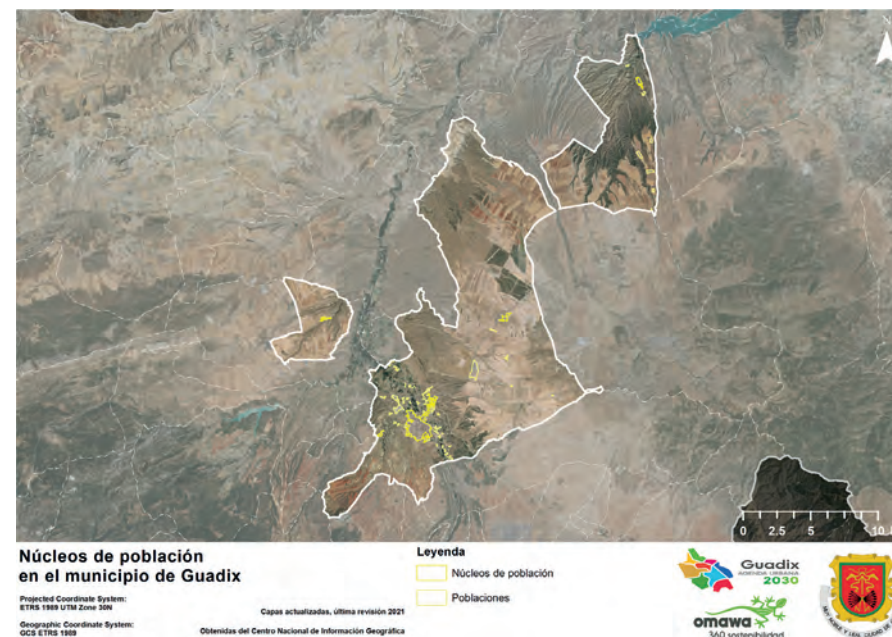 0 2.5 5 10
Núcleos de población
en el municipio de Guadix
Projected Coordinate System:
ETRS 1989 UTM Zone 30N
Geographic Coordinate System:
GCS ETRS 1989
Capas actualizadas, última revisión 2021
Obtenidas del Centro Nacional de Información Geográfica
Leyenda
Núcleos de población
Poblaciones
Guadix
AGENDA URBANA
2030
omawa
360 sostenibilidad